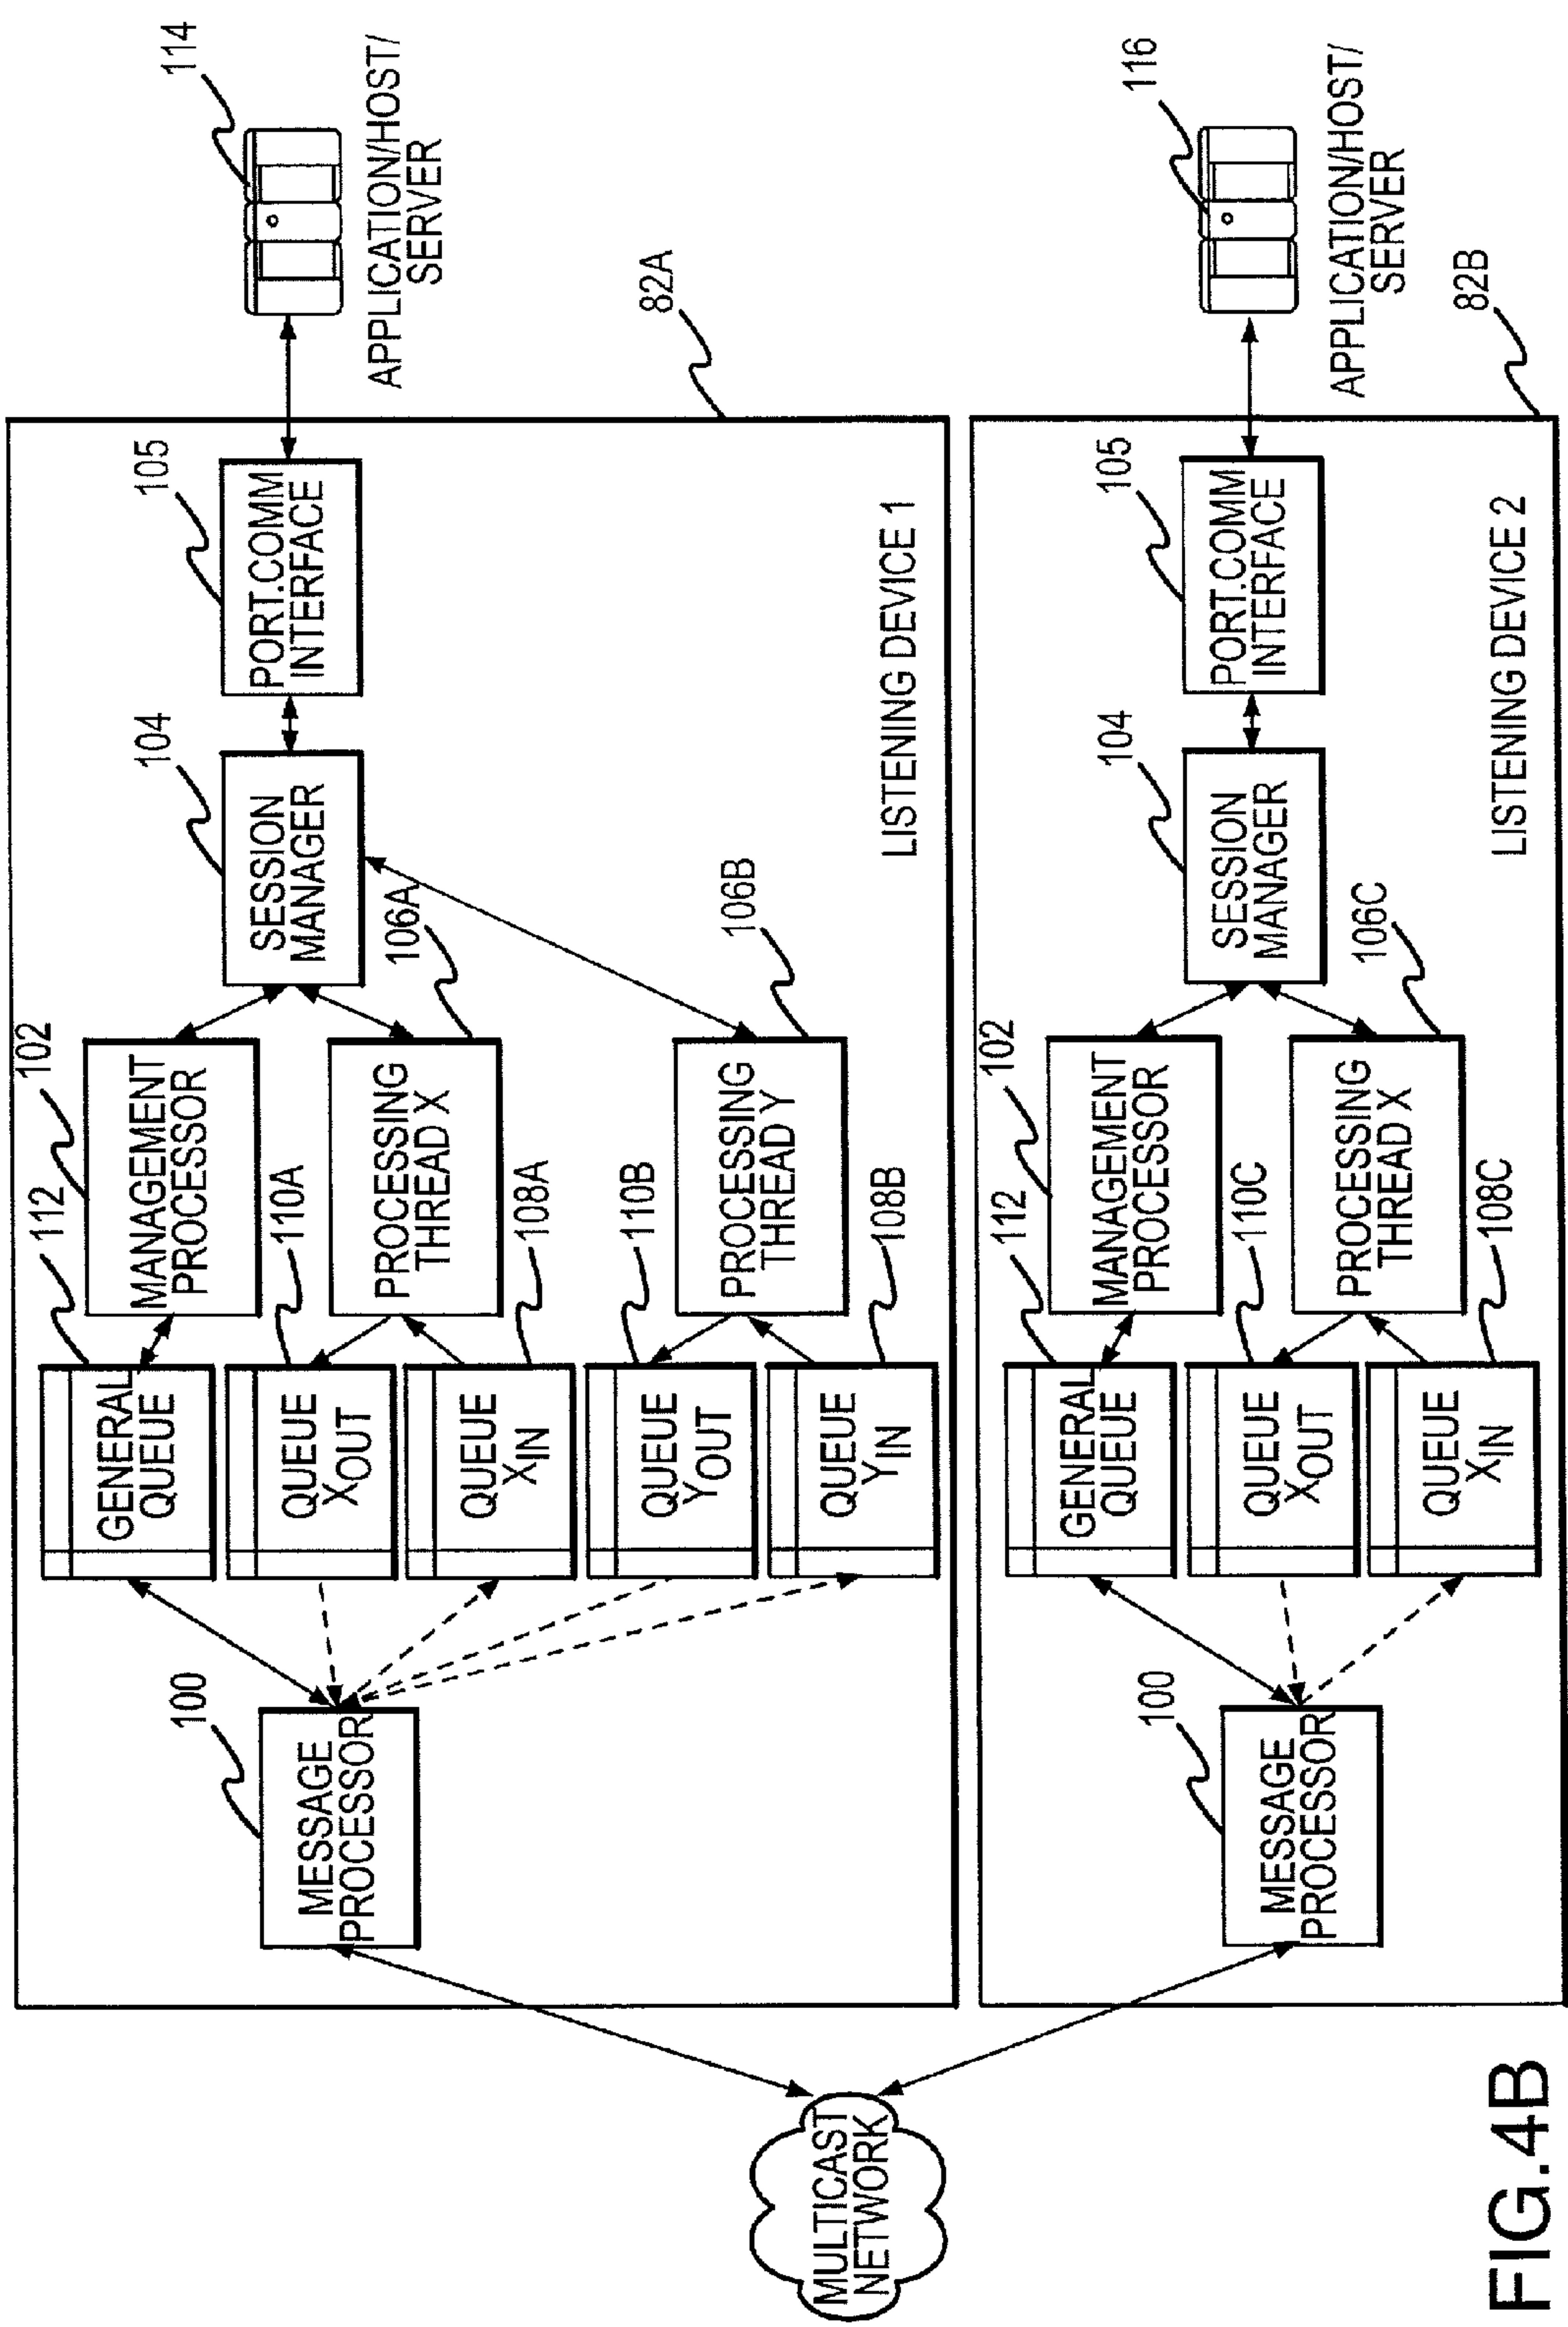 114
APPLICATION/HOST/
SERVER
82A
105
PORT.COMM
INTERFACE
104
SESSION
MANAGER
LISTENING DEVICE 1
106A
106B
102
MANAGEMENT
PROCESSOR
PROCESSING
THREAD X
PROCESSING
THREAD Y
112
110A
108A
110B
108B
GENERAL
QUEUE
QUEUE
XOUT
QUEUE
XIN
QUEUE
YOUT
QUEUE
YIN
100
MESSAGE
PROCESSOR
MULTICAST
NETWORK
116
APPLICATION/HOST/
SERVER
82B
105
PORT.COMM
INTERFACE
104
SESSION
MANAGER
LISTENING DEVICE 2
106C
102
MANAGEMENT
PROCESSOR
PROCESSING
THREAD X
112
110C
108C
GENERAL
QUEUE
QUEUE
XOUT
QUEUE
XIN
100
MESSAGE
PROCESSOR
FIG.4B